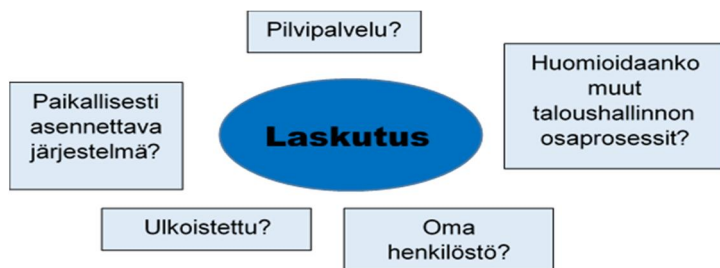 Pilvipalvelu?
Huomioidaanko
muut
taloushallinnon
osaprosessit?
Paikallisesti
asennettava
järjestelmä?
Laskutus
Ulkoistettu?
Oma
henkilöstö?